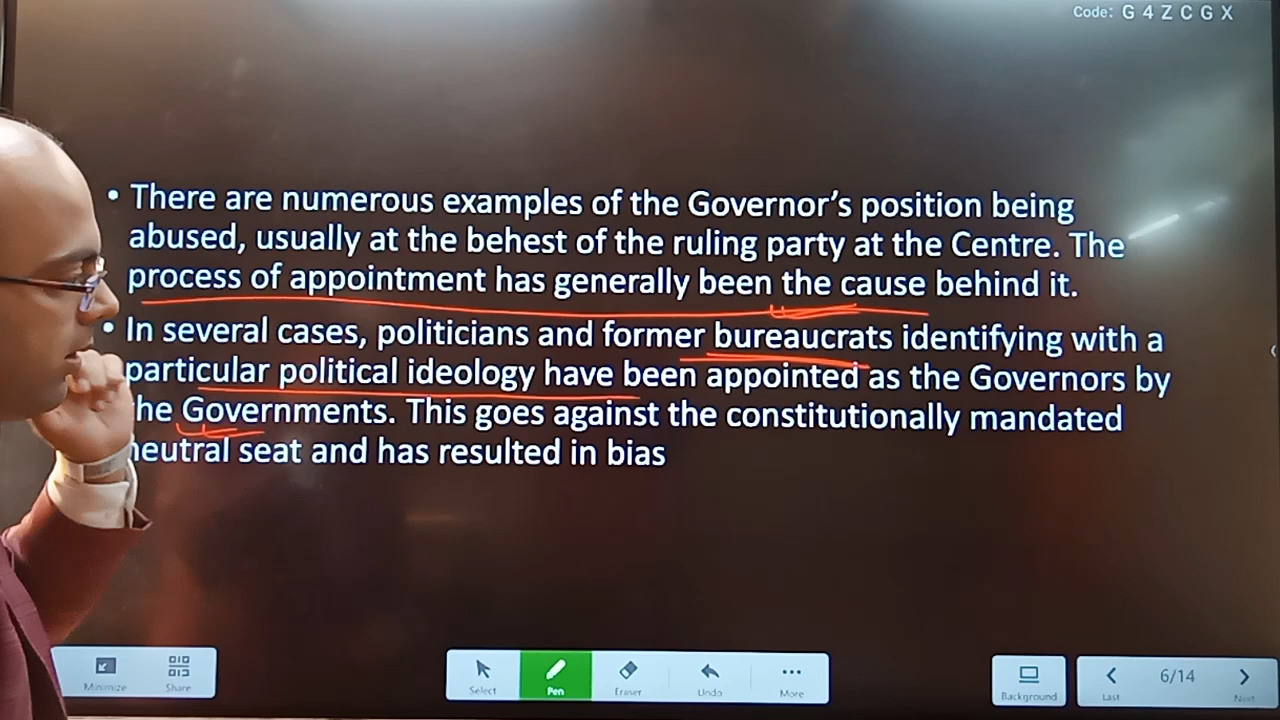 Code: G 4 Z C G X
• There are numerous examples of the Governor’s position being
abused, usually at the behest of the ruling party at the Centre. The
process of appointment has generally been the cause behind it.
• In several cases, politicians and former bureaucrats identifying with a
particular political ideology have been appointed as the Governors by
the Governments. This goes against the constitutionally mandated
neutral seat and has resulted in bias
Minimize Share Select Pen Eraser Undo More Background Last 6/14 Next